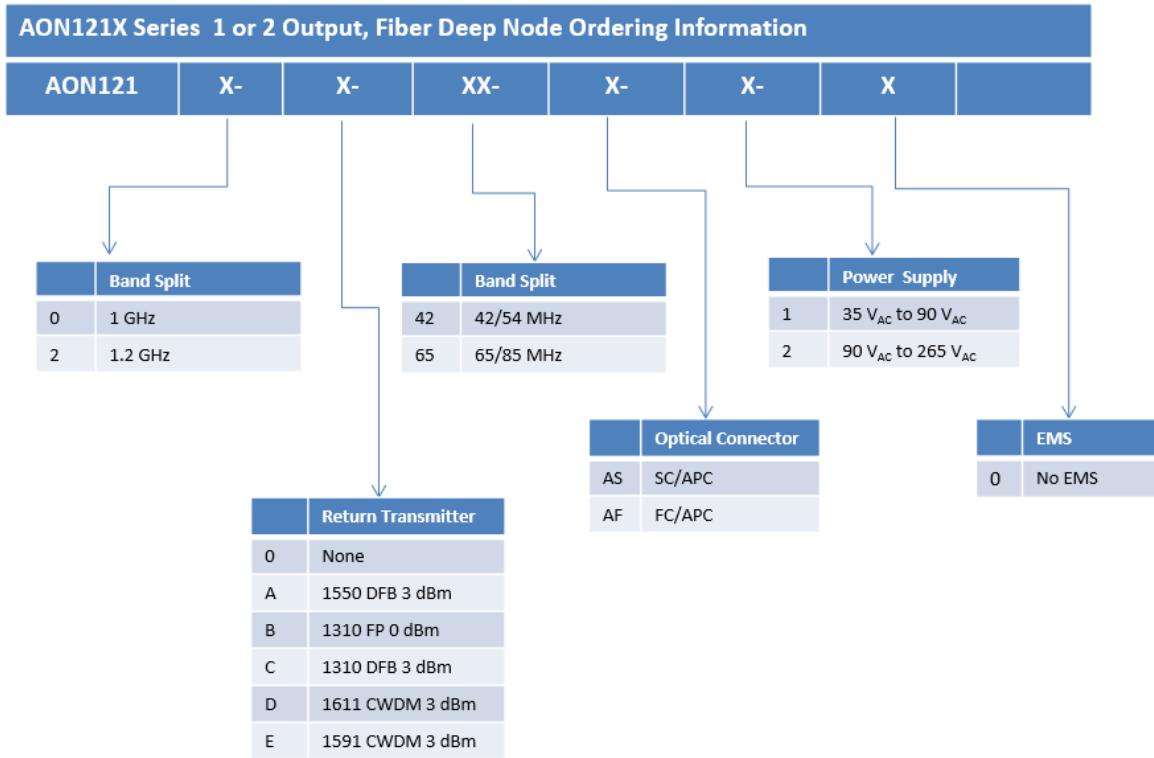 AON121X Series 1 or 2 Output, Fiber Deep Node Ordering Information
AON121 X- X- XX- X- X- X
Band Split
0 1 GHz
2 1.2 GHz
Band Split
42 42/54 MHz
65 65/85 MHz
Power Supply
1 35 VAC to 90 VAC
2 90 VAC to 265 VAC
Optical Connector
AS SC/APC
AF FC/APC
EMS
0 No EMS
Return Transmitter
0 None
A 1550 DFB 3 dBm
B 1310 FP 0 dBm
C 1310 DFB 3 dBm
D 1611 CWDM 3 dBm
E 1591 CWDM 3 dBm